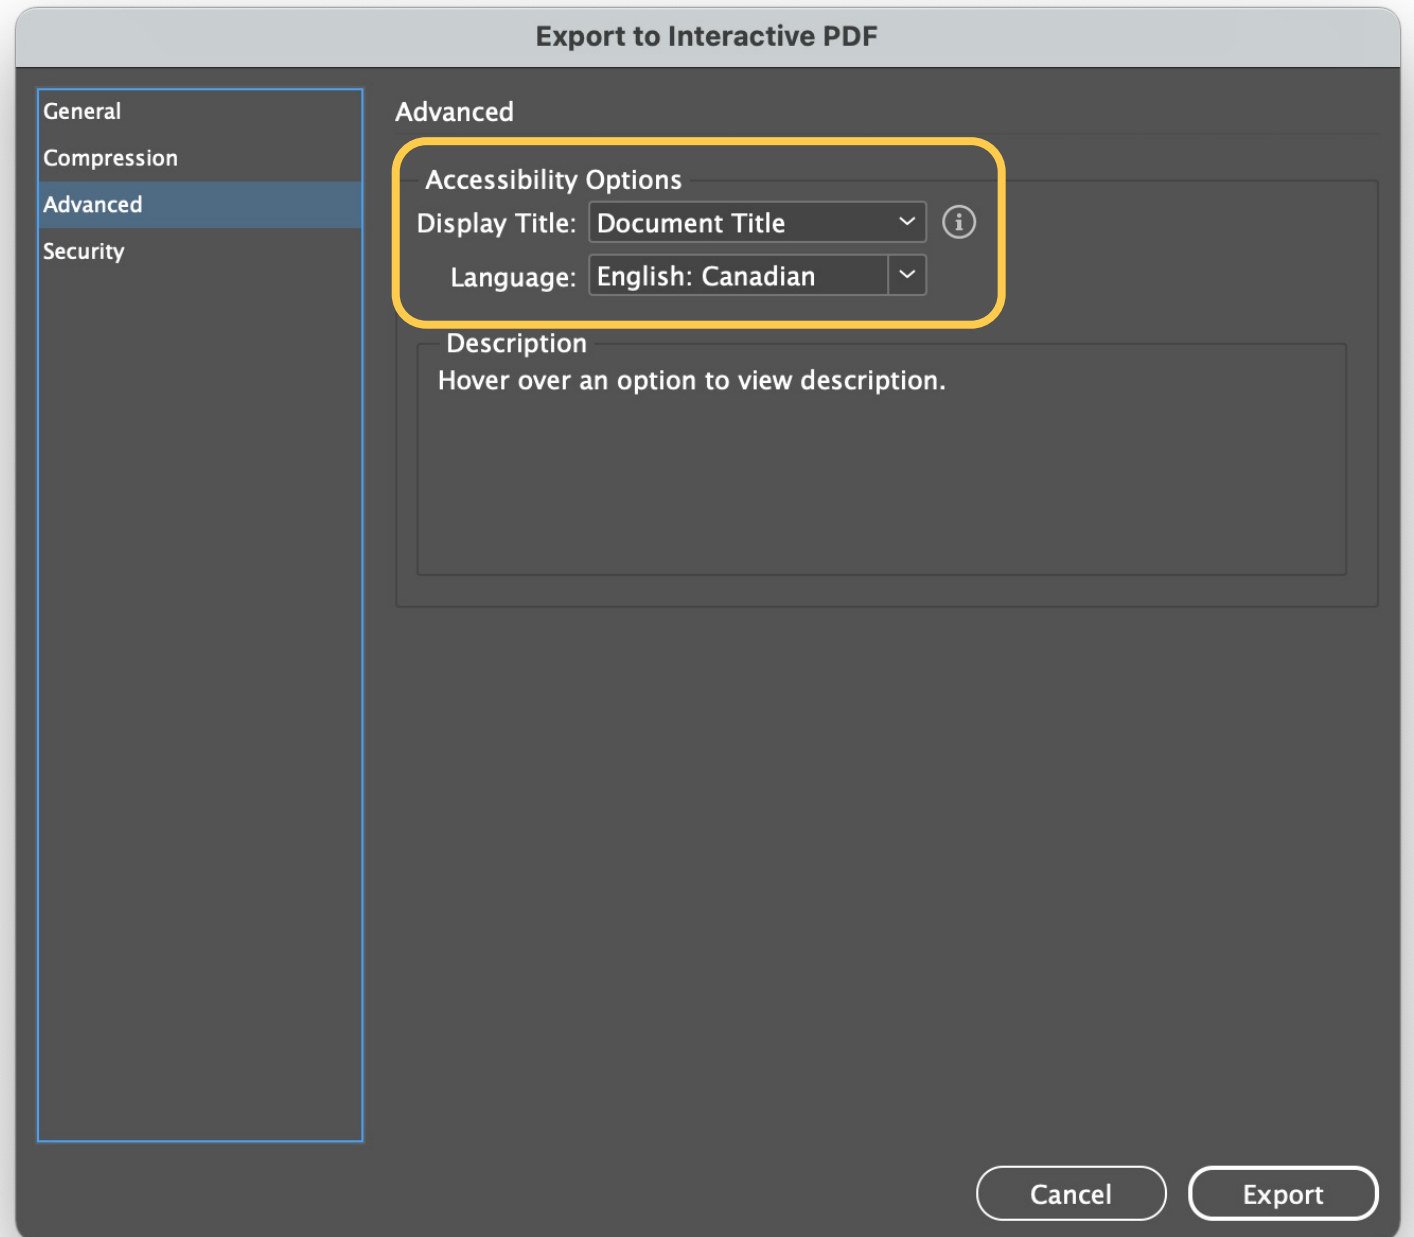 Export to Interactive PDF
General
Compression
Advanced
Security
Advanced
Accessibility Options
Display Title: Document Title
Language: English: Canadian
Description
Hover over an option to view description.
Cancel
Export